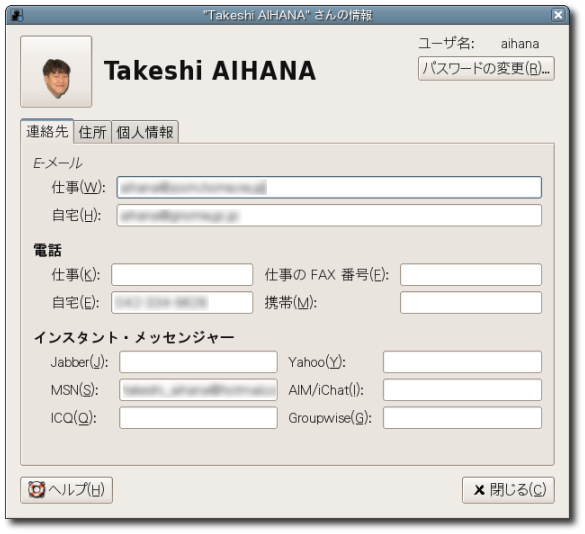 "Takeshi AIHANA" さんの情報
Takeshi AIHANA
ユーザ名: aihana
パスワードの変更(R)...
連絡先 住所 個人情報
E-メール
仕事(W):
自宅(H):
電話
仕事(K): 仕事の FAX 番号(F):
自宅(E): 携帯(M):
インスタント・メッセンジャー
Jabber(J): Yahoo(Y):
MSN(S): AIM/iChat(I):
ICQ(Q): Groupwise(G):
ヘルプ(H) 閉じる(C)